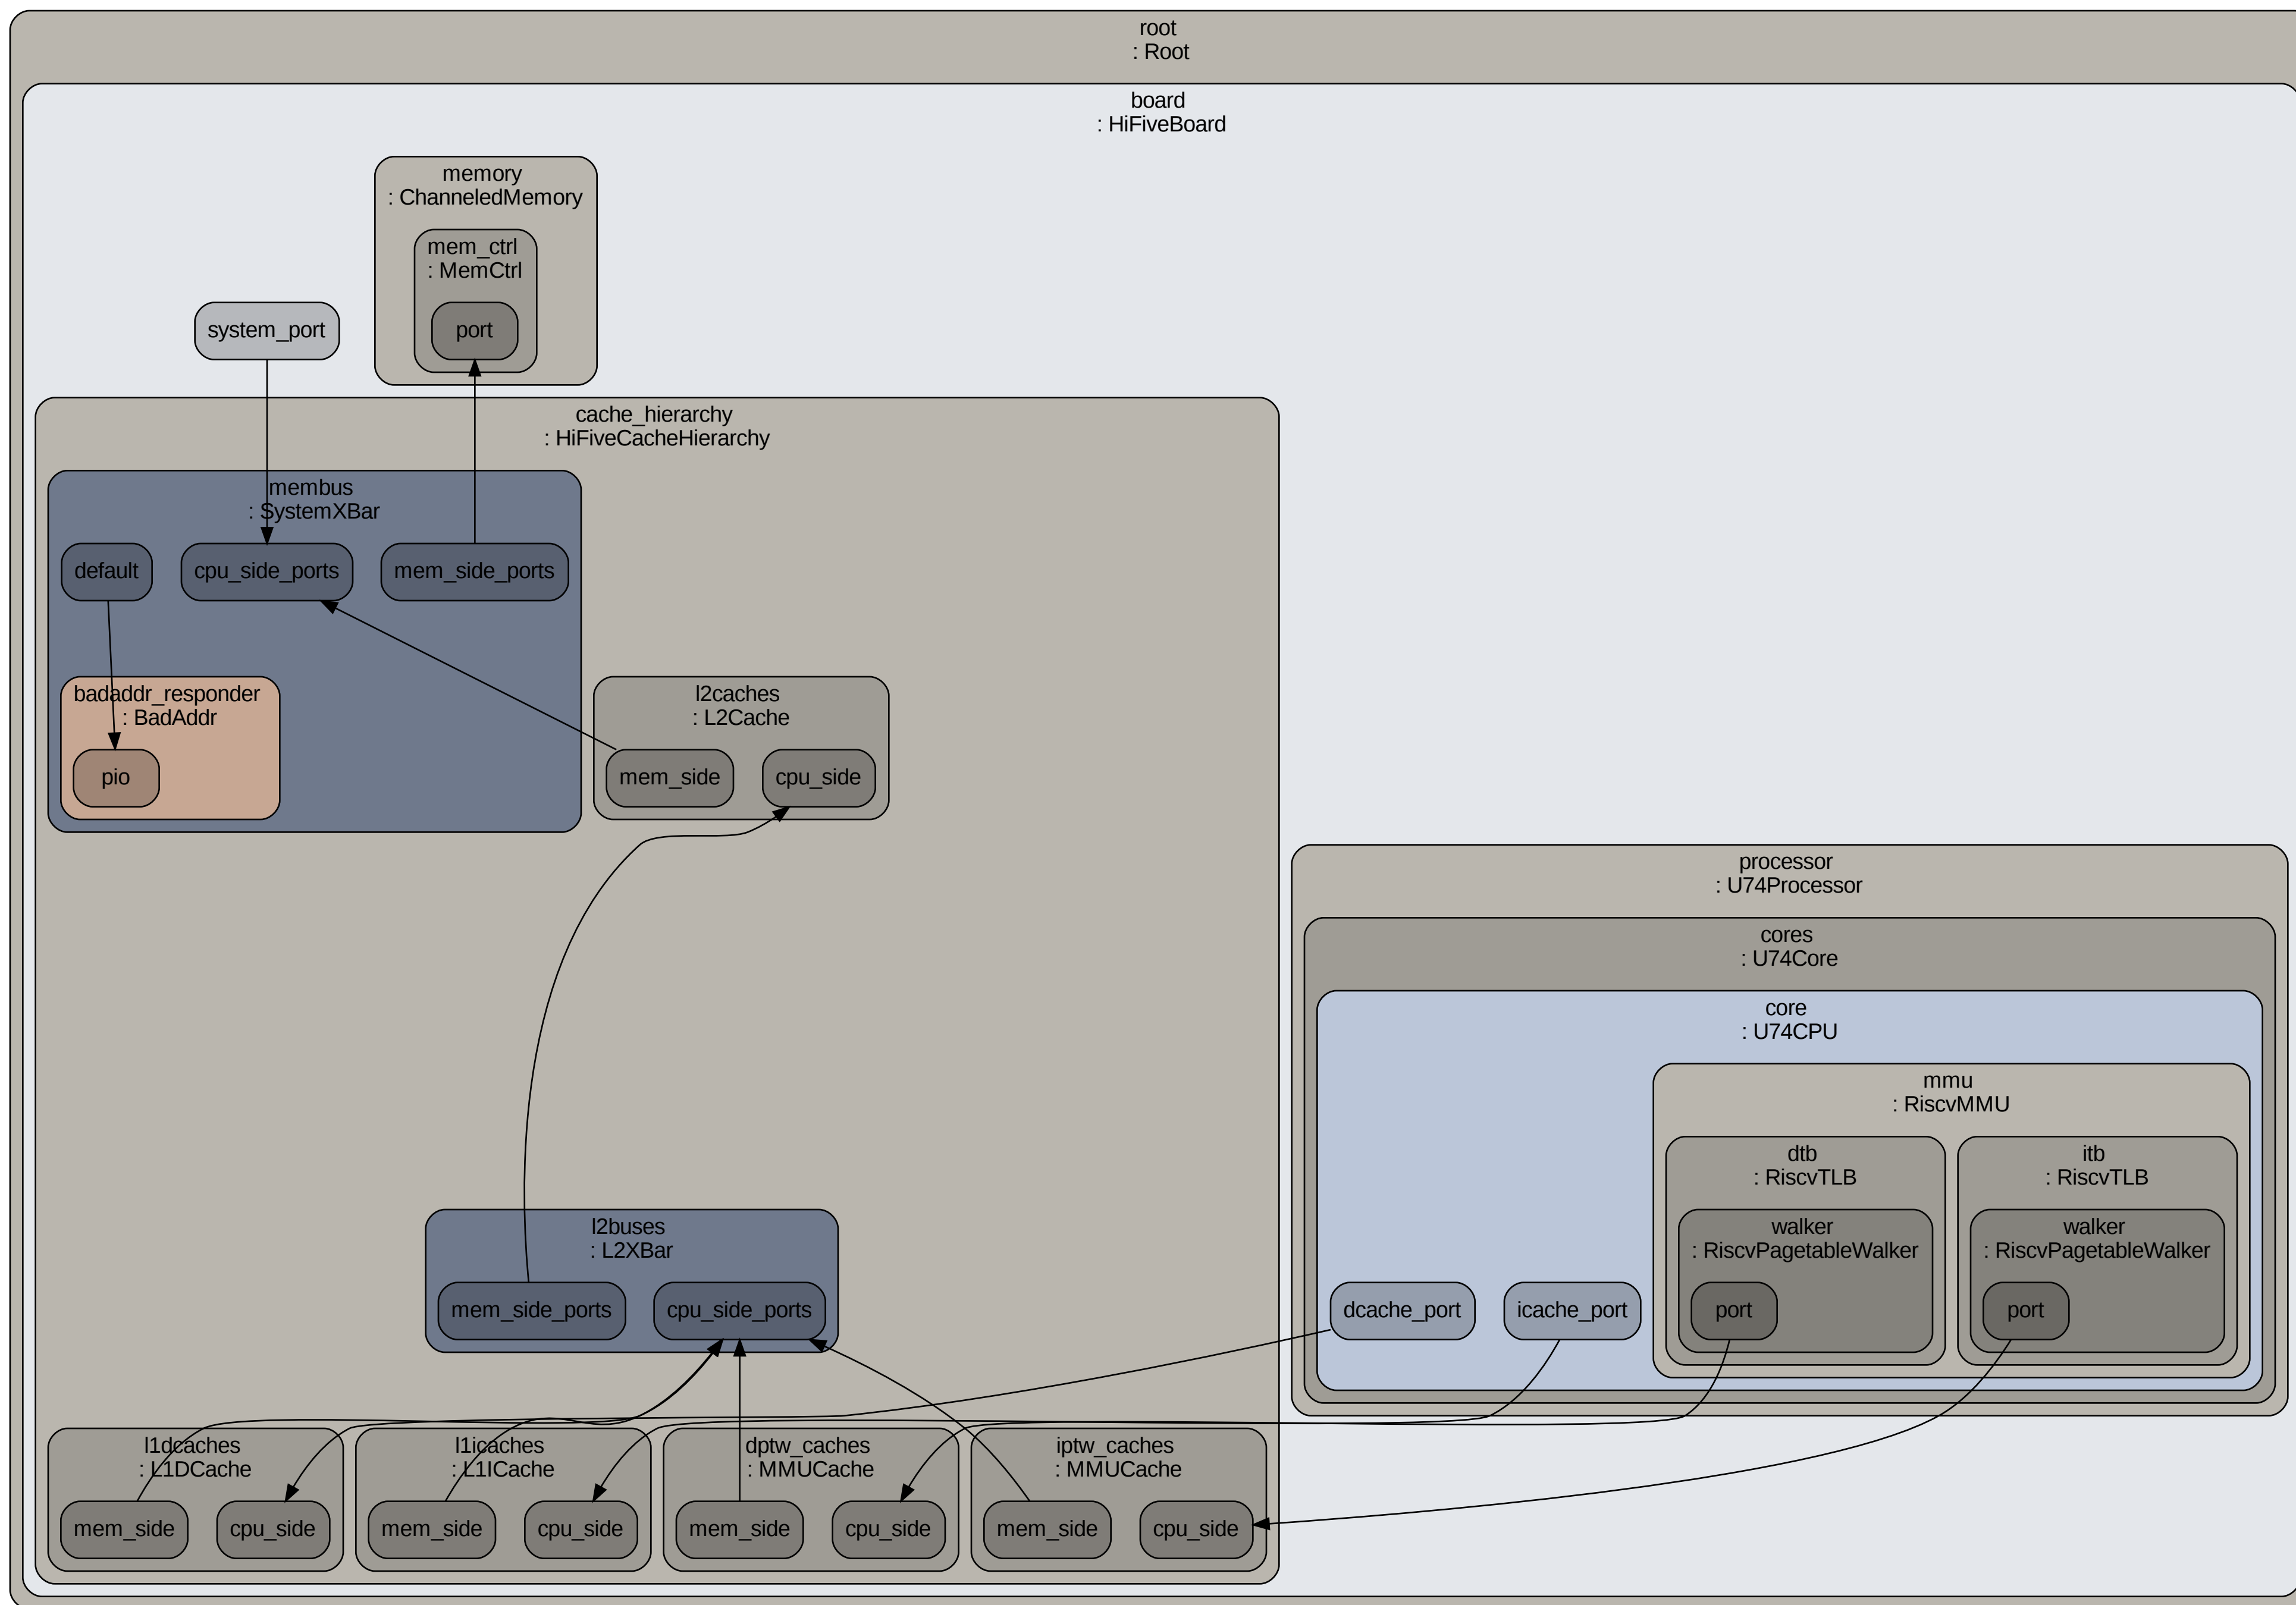 root
: Root
board
: HiFiveBoard
memory
: ChanneledMemory
mem_ctrl
: MemCtrl
port
system_port
cache_hierarchy
: HiFiveCacheHierarchy
membus
: SystemXBar
default
cpu_side_ports
mem_side_ports
badaddr_responder
: BadAddr
pio
l2caches
: L2Cache
mem_side
cpu_side
processor
: U74Processor
cores
: U74Core
core
: U74CPU
mmu
: RiscvMMU
dtb
: RiscvTLB
walker
: RiscvPagetableWalker
port
itb
: RiscvTLB
walker
: RiscvPagetableWalker
port
dcache_port
icache_port
l2buses
: L2XBar
mem_side_ports
cpu_side_ports
l1dcaches
: L1DCache
mem_side
cpu_side
l1icaches
: L1ICache
mem_side
cpu_side
dptw_caches
: MMUCache
mem_side
cpu_side
iptw_caches
: MMUCache
mem_side
cpu_side